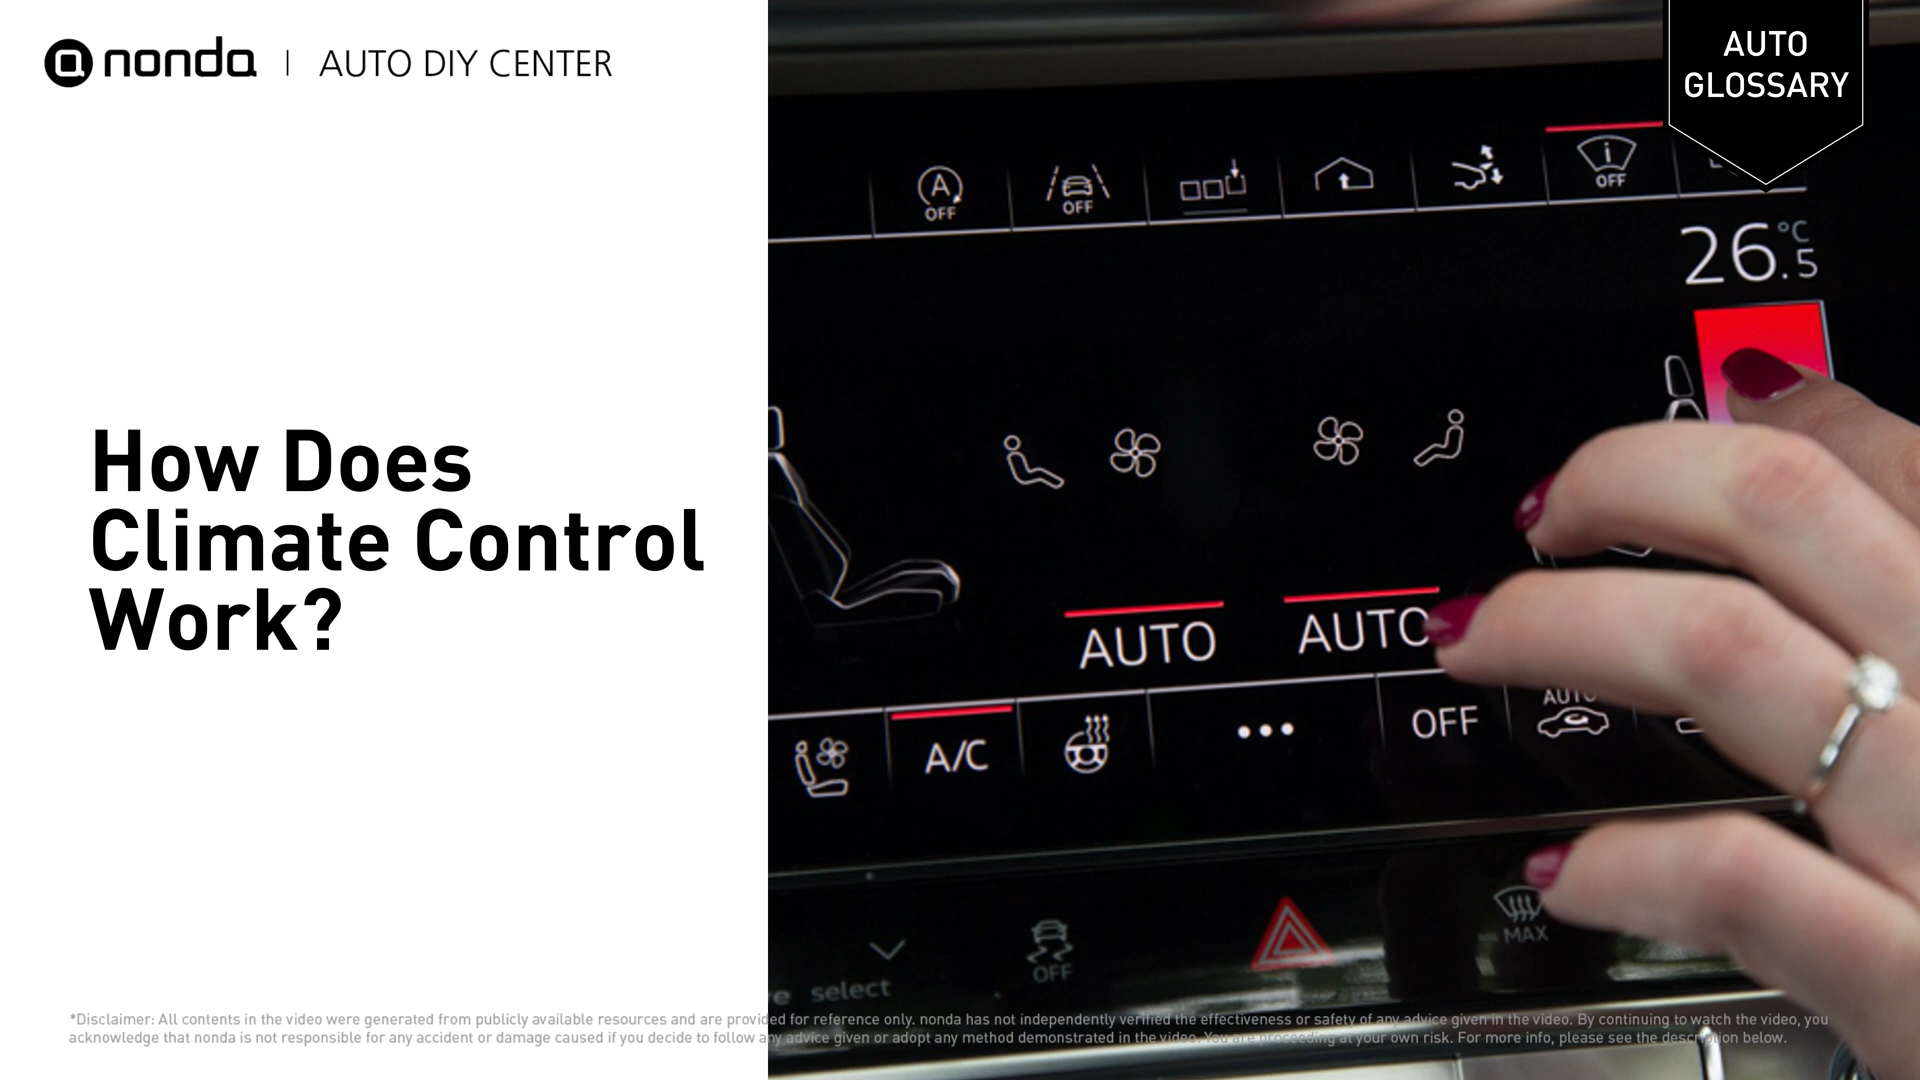 nonda | AUTO DIY CENTER
AUTO
GLOSSARY
A
OFF
OFF
i
OFF
26.5 °C
How Does
Climate Control
Work?
AUTO
AUTO
A/C
OFF
AUTO
OFF
MAX
select
*Disclaimer: All contents in the video were generated from publicly available resources and are provided for reference only. nonda has not independently verified the effectiveness or safety of any advice given in the video. By continuing to watch the video, you
acknowledge that nonda is not responsible for any accident or damage caused if you decide to follow any advice given or adopt any method demonstrated in the video. You are proceeding at your own risk. For more info, please see the description below.